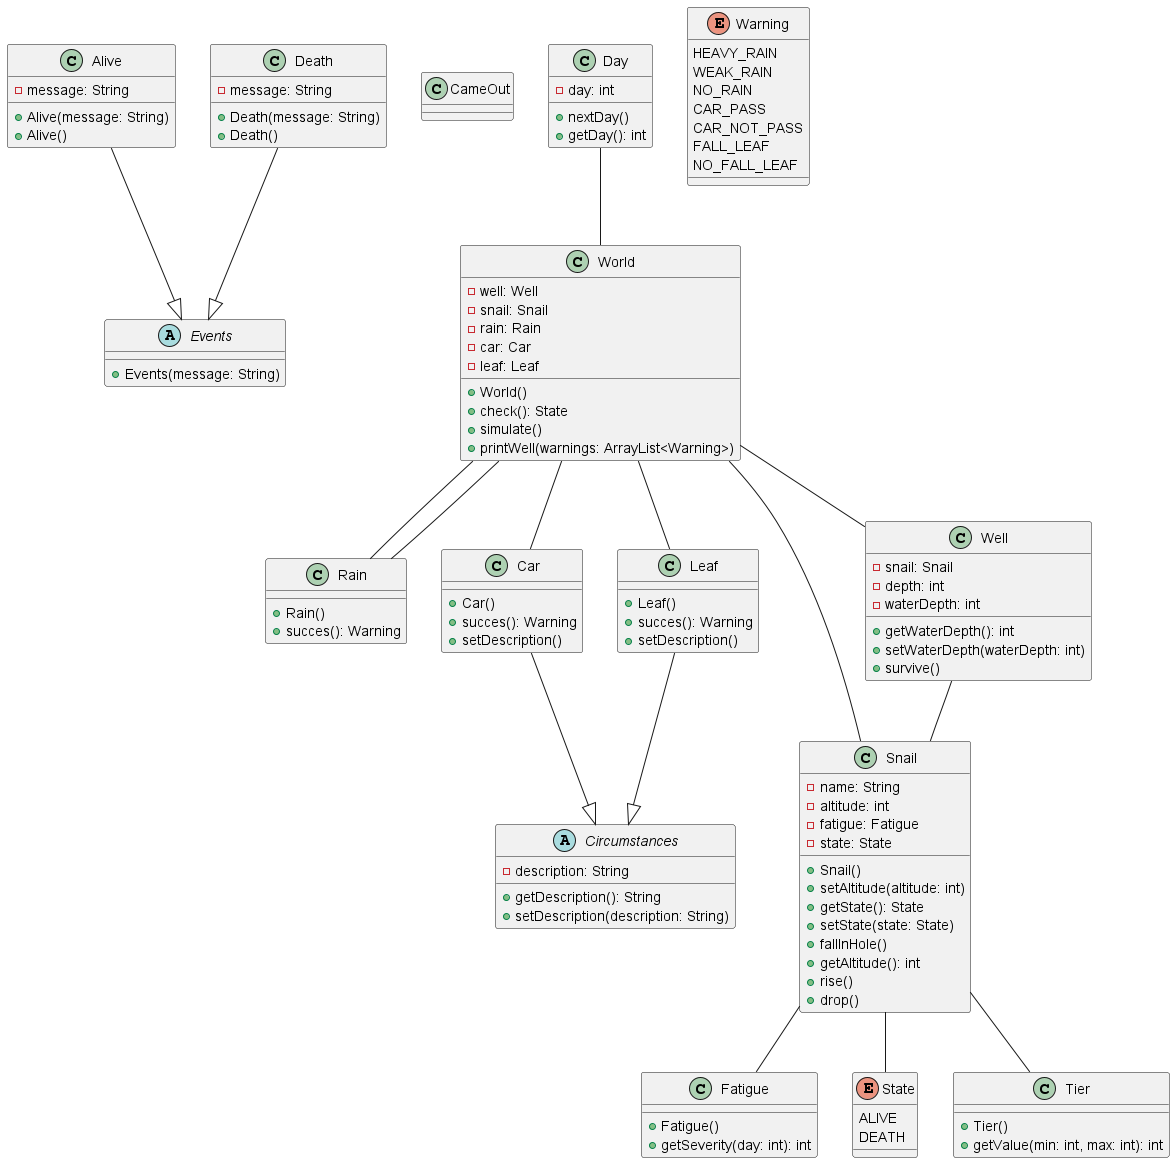 C Alive
message: String
Alive(message: String)
Alive()
C Death
message: String
Death(message: String)
Death()
C CameOut
C Day
day: int
nextDay()
getDay(): int
E Warning
HEAVY_RAIN
WEAK_RAIN
NO_RAIN
CAR_PASS
CAR_NOT_PASS
FALL_LEAF
NO_FALL_LEAF
A Events
Events(message: String)
C World
well: Well
snail: Snail
rain: Rain
car: Car
leaf: Leaf
World()
check(): State
simulate()
printWell(warnings: ArrayList<Warning>)
C Rain
Rain()
succes(): Warning
C Car
Car()
succes(): Warning
setDescription()
C Leaf
Leaf()
succes(): Warning
setDescription()
C Well
snail: Snail
depth: int
waterDepth: int
getWaterDepth(): int
setWaterDepth(waterDepth: int)
survive()
A Circumstances
description: String
getDescription(): String
setDescription(description: String)
C Snail
name: String
altitude: int
fatigue: Fatigue
state: State
Snail()
setAltitude(altitude: int)
getState(): State
setState(state: State)
fallInHole()
getAltitude(): int
rise()
drop()
C Fatigue
Fatigue()
getSeverity(day: int): int
E State
ALIVE
DEATH
C Tier
Tier()
getValue(min: int, max: int): int